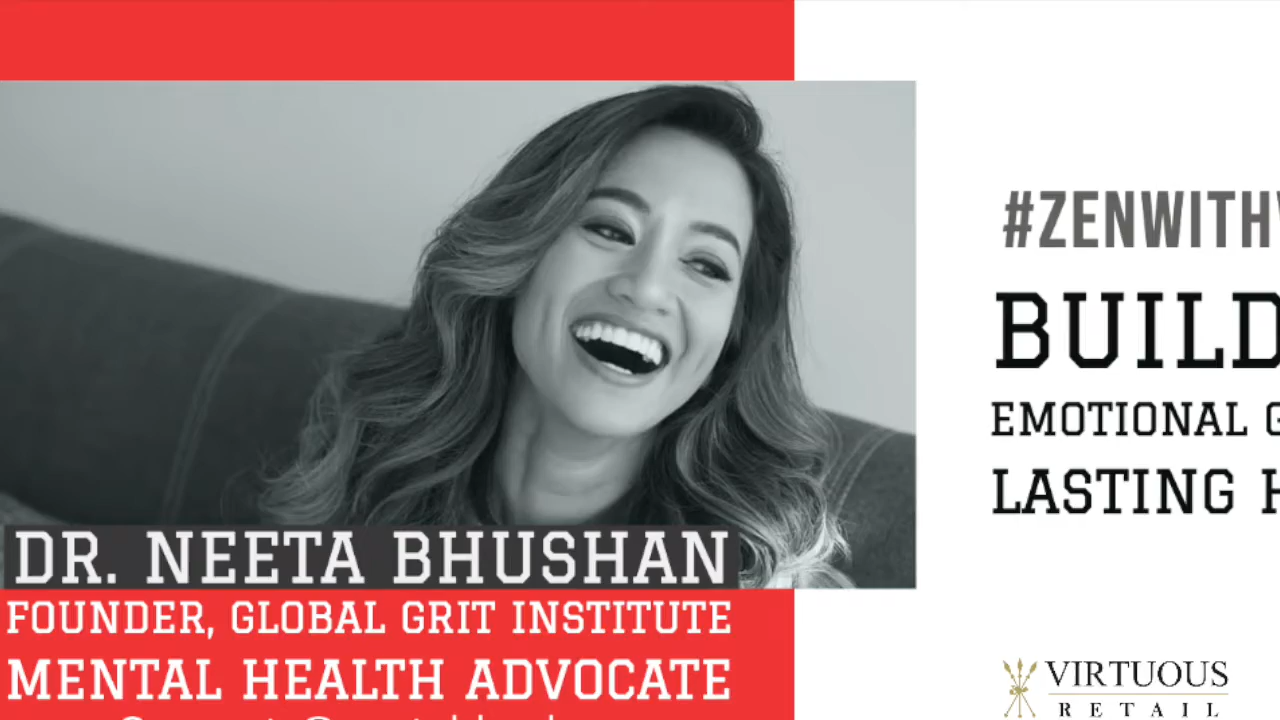 DR. NEETA BHUSHAN
FOUNDER, GLOBAL GRIT INSTITUTE
MENTAL HEALTH ADVOCATE
#ZENWITH
BUILD
EMOTIONAL G
LASTING H
VIRTUOUS
RETAIL